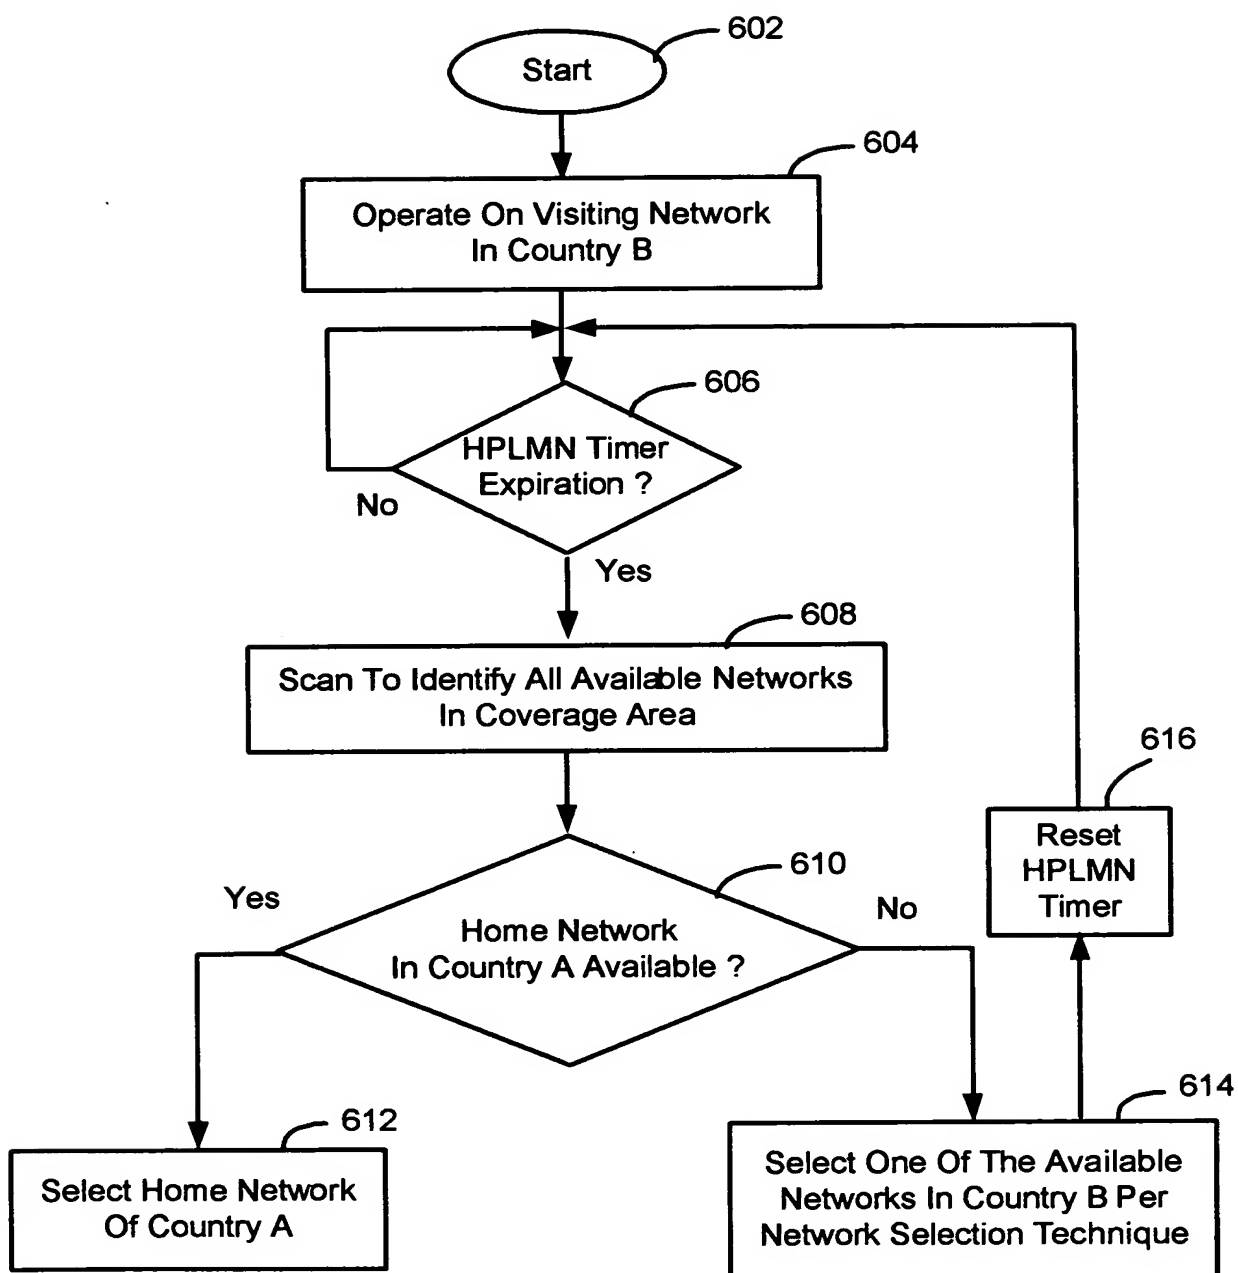 602
Start
604
Operate On Visiting Network
In Country B
606
HPLMN Timer
Expiration ?
No
Yes
608
Scan To Identify All Available Networks
In Coverage Area
616
Reset
HPLMN
Timer
610
Yes
No
Home Network
In Country A Available ?
614
612
Select Home Network
Of Country A
Select One Of The Available
Networks In Country B Per
Network Selection Technique